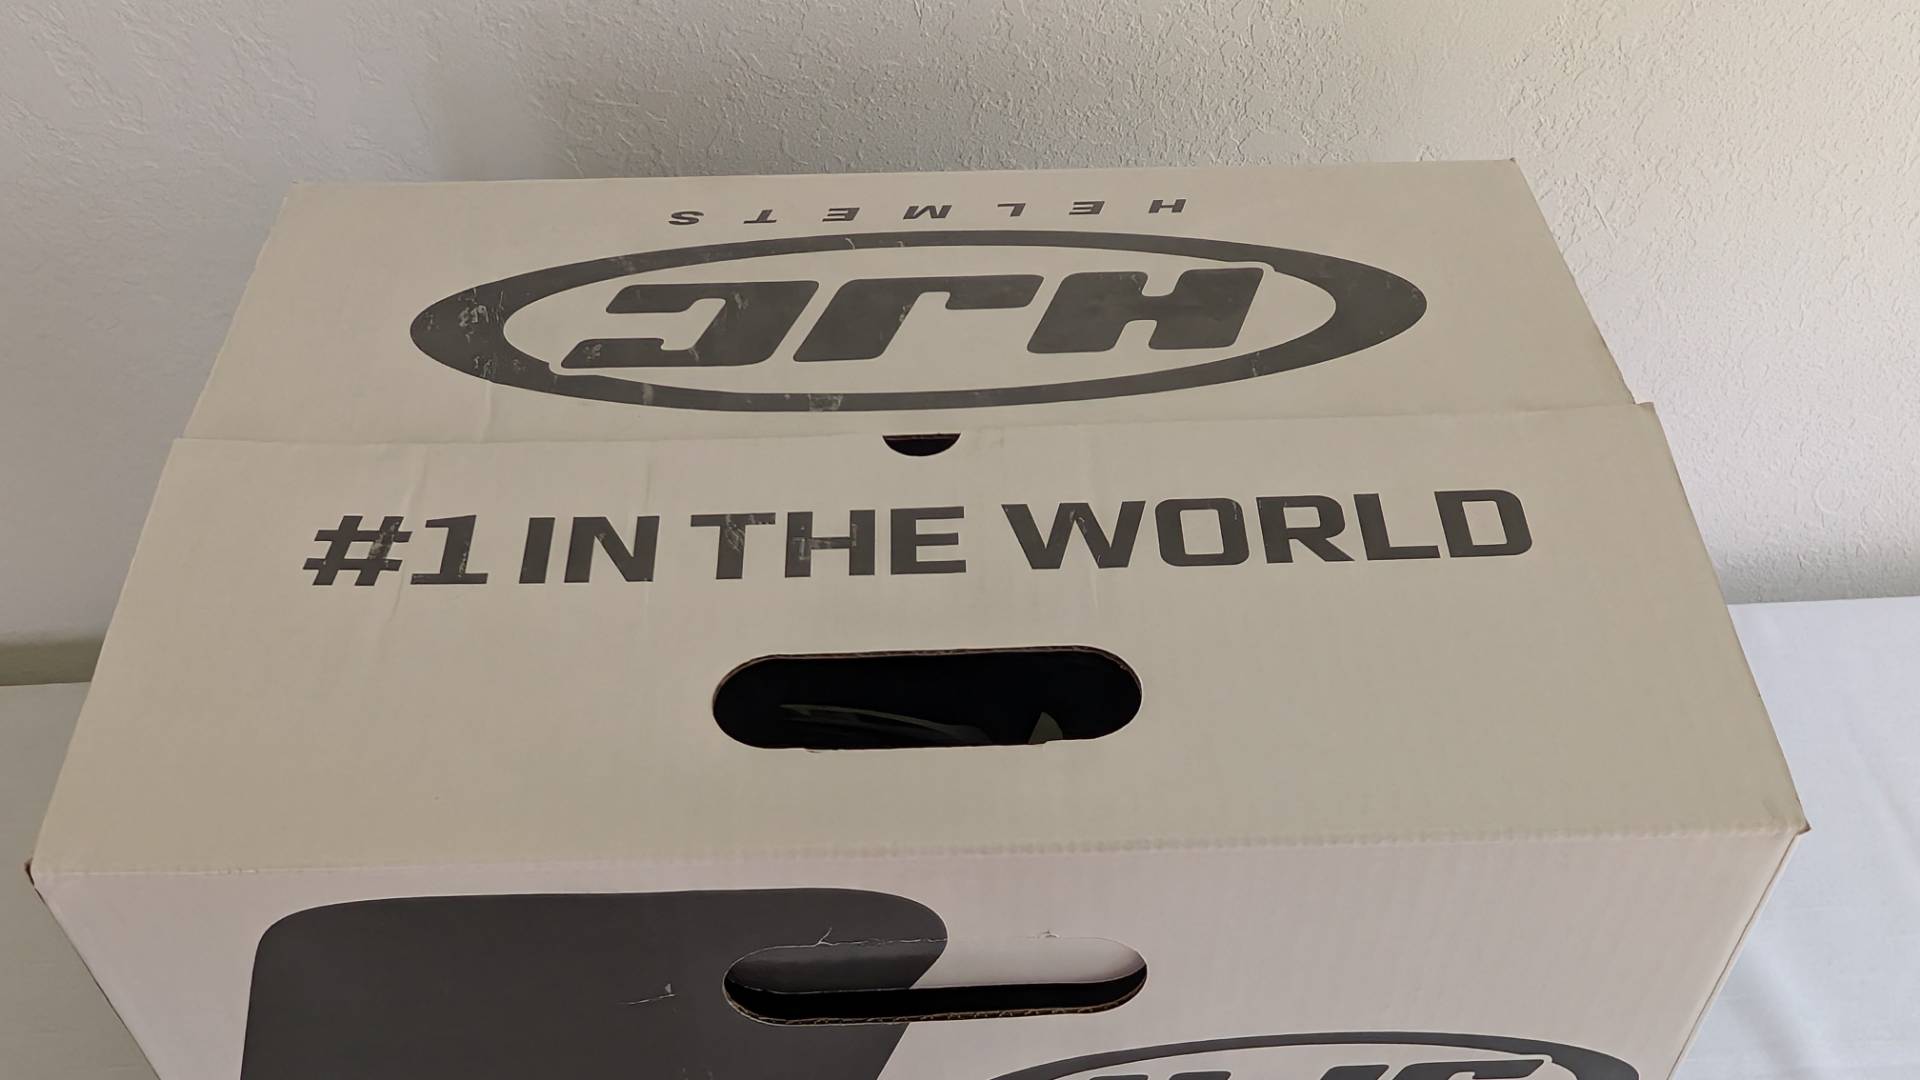 HELMETS
HJC
#1 IN THE WORLD